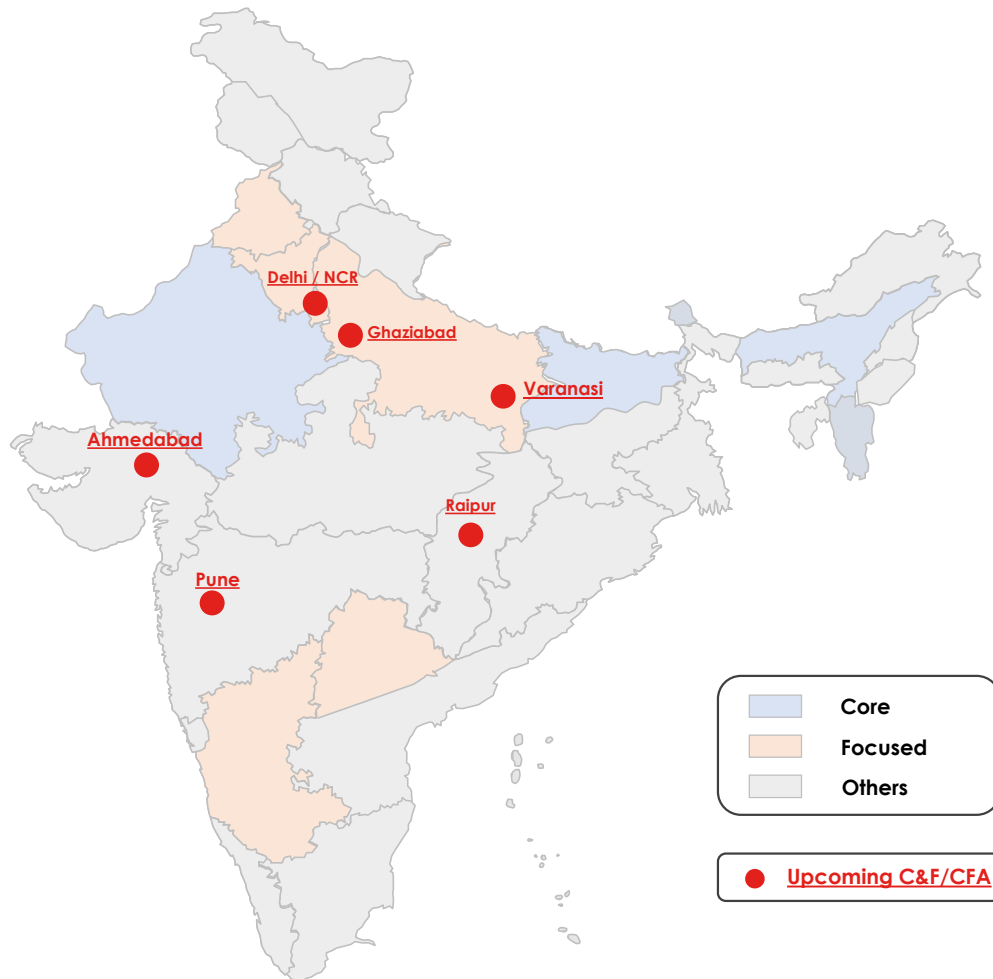 Delhi / NCR
Ghaziabad
Varanasi
Ahmedabad
Raipur
Pune
Core
Focused
Others
Upcoming C&F/CFA